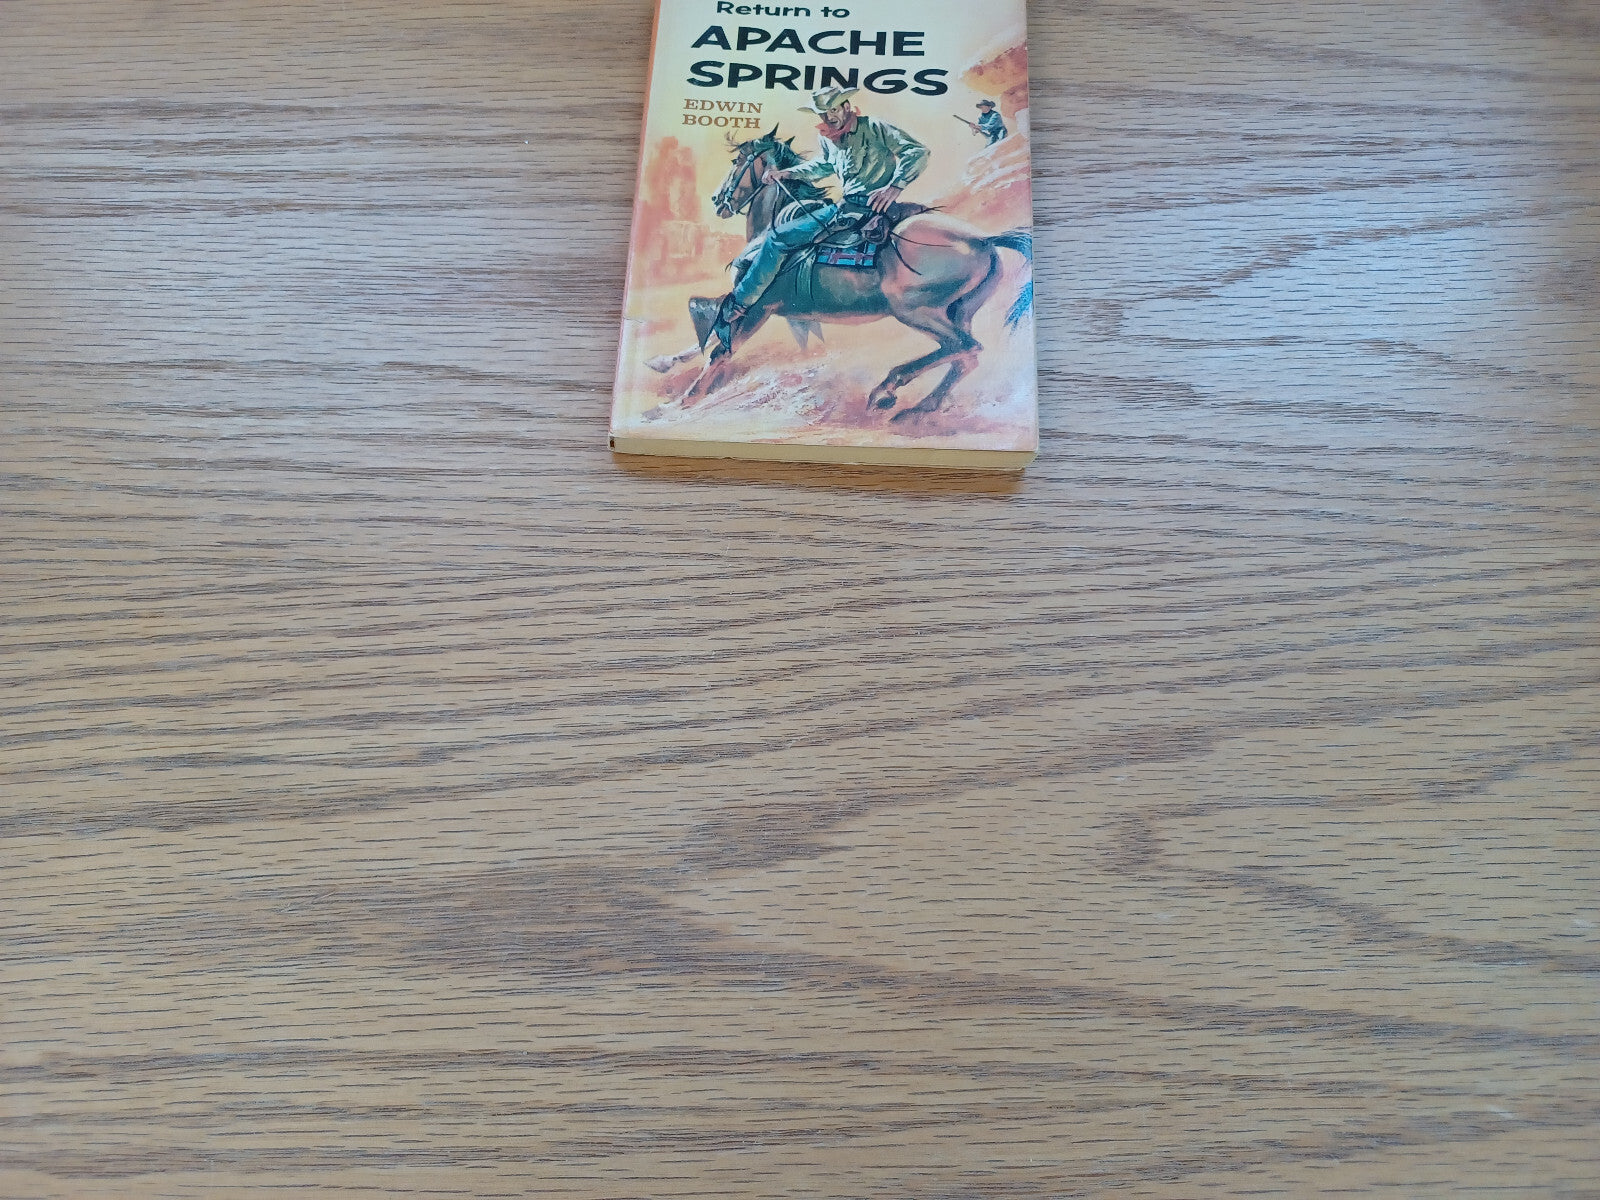 Return to
APACHE
SPRINGS
EDWIN
BOOTH